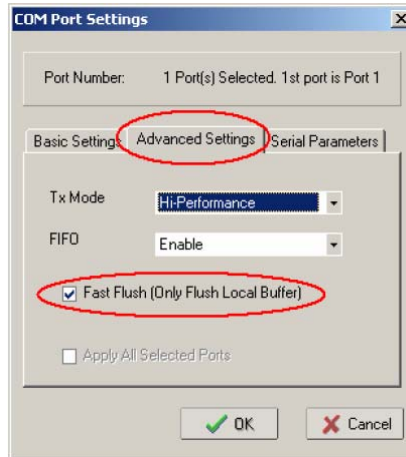 COM Port Settings
Port Number: 1 Port(s) Selected. 1st port is Port 1
Basic Settings Advanced Settings Serial Parameters
Tx Mode Hi-Performance
FIFO Enable
Fast Flush (Only Flush Local Buffer)
Apply All Selected Ports
OK Cancel